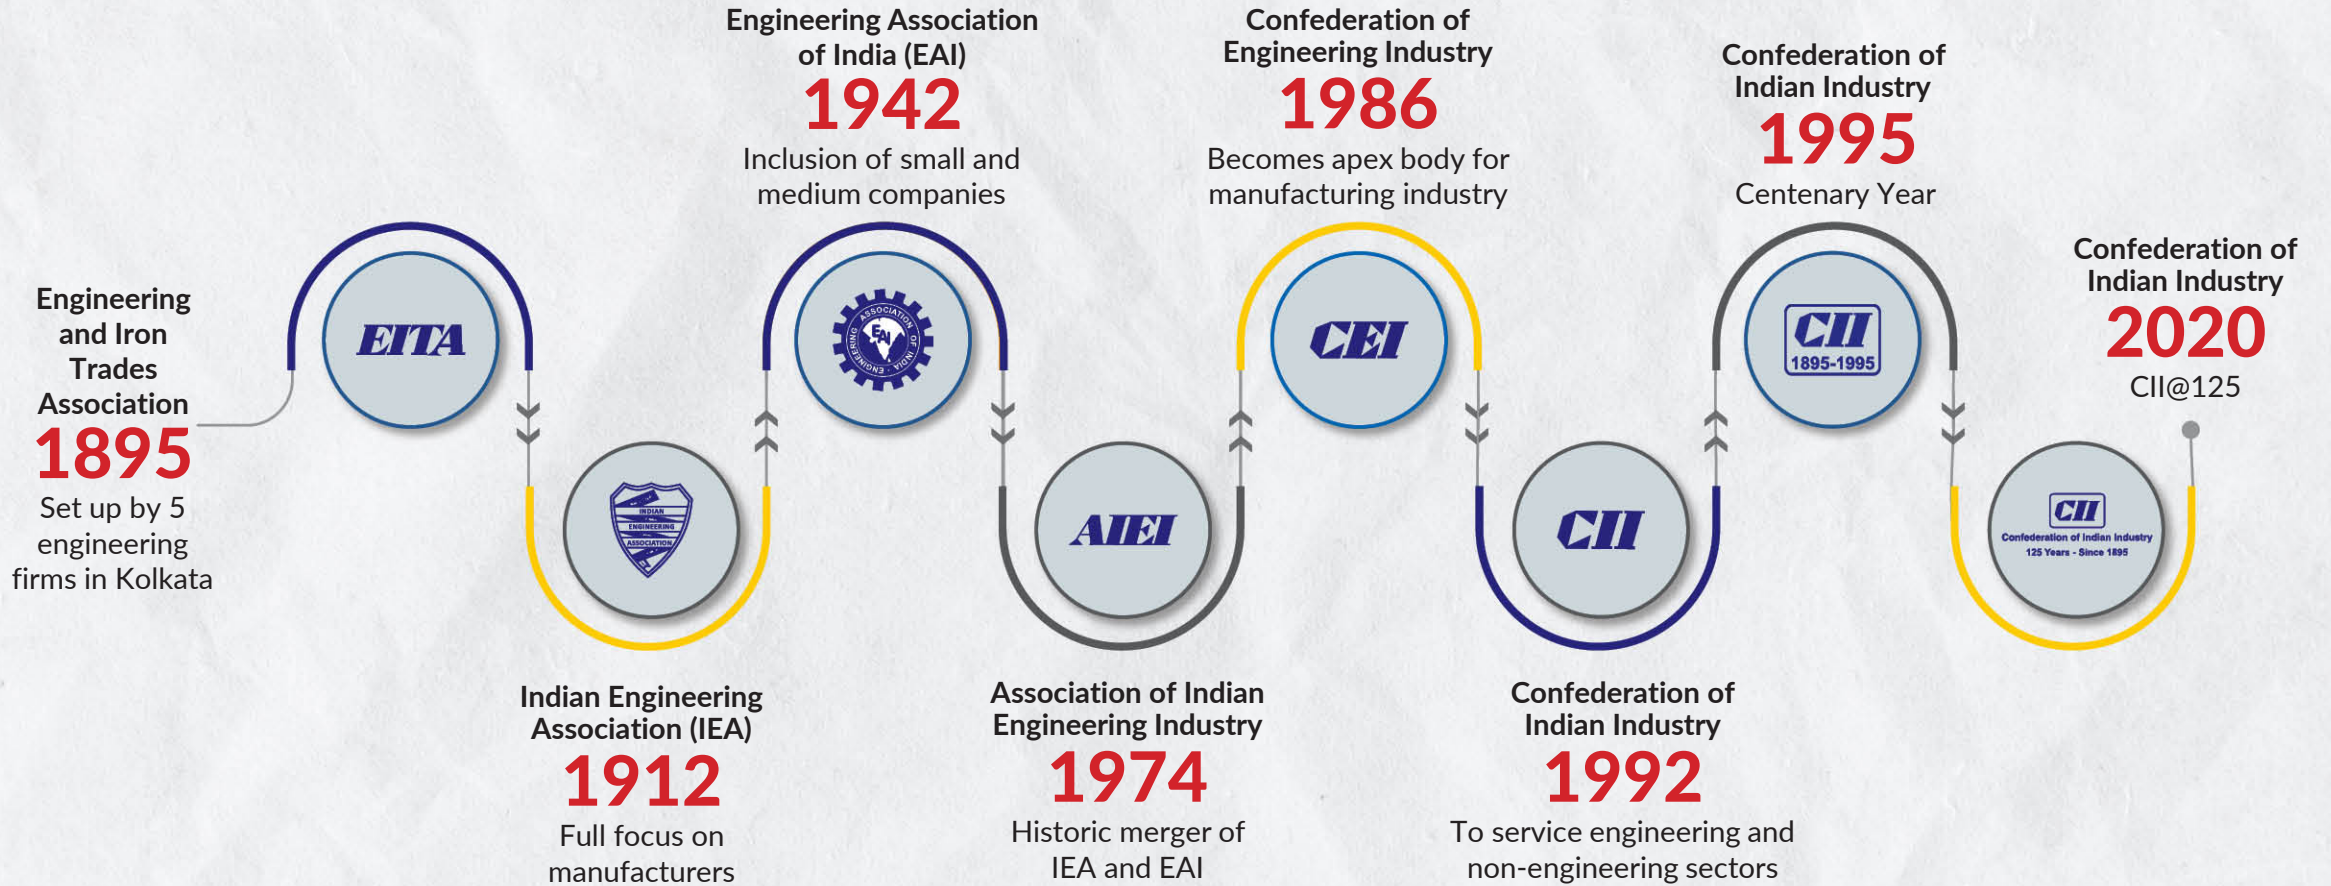 Engineering
and Iron
Trades
Association
1895
Set up by 5
engineering
firms in Kolkata
EITA
INDIAN
ENGINEERING
ASSOCIATION
Indian Engineering
Association (IEA)
1912
Full focus on
manufacturers
Engineering Association
of India (EAI)
1942
Inclusion of small and
medium companies
ENGINEERING ASSOCIATION OF INDIA
EAI
AIEI
Association of Indian
Engineering Industry
1974
Historic merger of
IEA and EAI
Confederation of
Engineering Industry
1986
Becomes apex body for
manufacturing industry
CEI
CII
Confederation of
Indian Industry
1992
To service engineering and
non-engineering sectors
Confederation of
Indian Industry
1995
Centenary Year
CII
1895-1995
Confederation of
Indian Industry
2020
CII@125
CII
Confederation of Indian Industry
125 Years - Since 1895